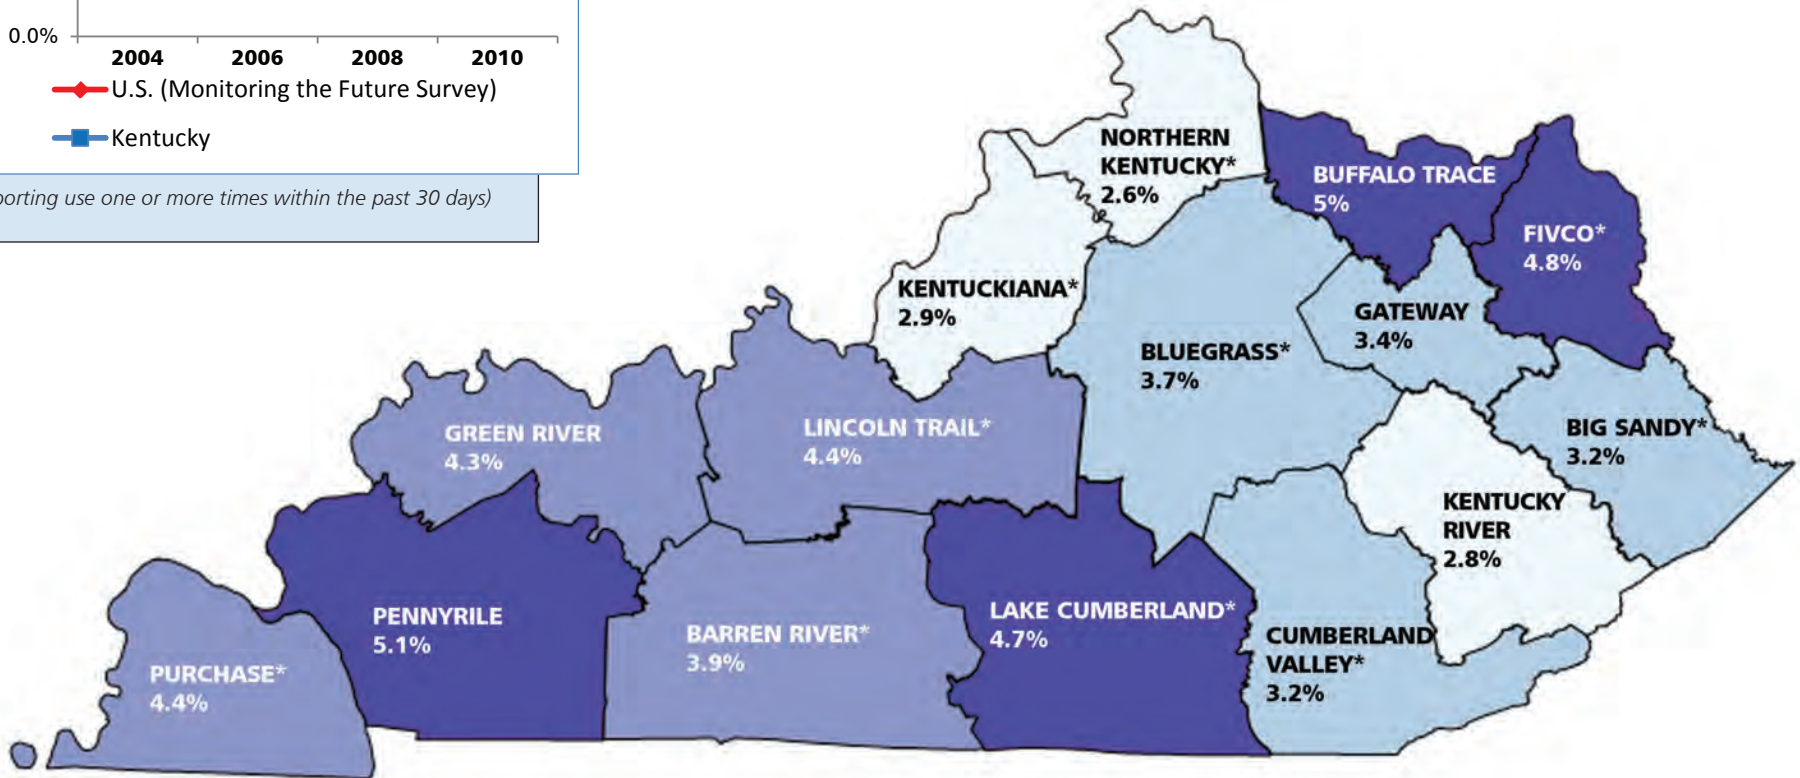 0.0%
2004 2006 2008 2010
U.S. (Monitoring the Future Survey)
Kentucky
porting use one or more times within the past 30 days)
NORTHERN
KENTUCKY*
2.6%
BUFFALO TRACE
5%
FIVCO*
4.8%
KENTUCKIANA*
2.9%
GATEWAY
3.4%
BLUEGRASS*
3.7%
GREEN RIVER
4.3%
LINCOLN TRAIL*
4.4%
BIG SANDY*
3.2%
KENTUCKY
RIVER
2.8%
PENNYRILE
5.1%
LAKE CUMBERLAND*
4.7%
BARREN RIVER*
3.9%
CUMBERLAND
VALLEY*
3.2%
PURCHASE*
4.4%